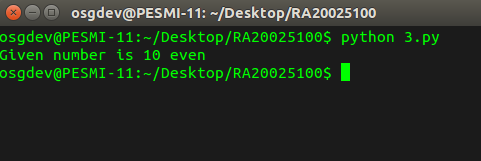 osgdev@PESMI-11: ~/Desktop/RA20025100
osgdev@PESMI-11:~/Desktop/RA20025100$ python 3.py
Given number is 10 even
osgdev@PESMI-11:~/Desktop/RA20025100$